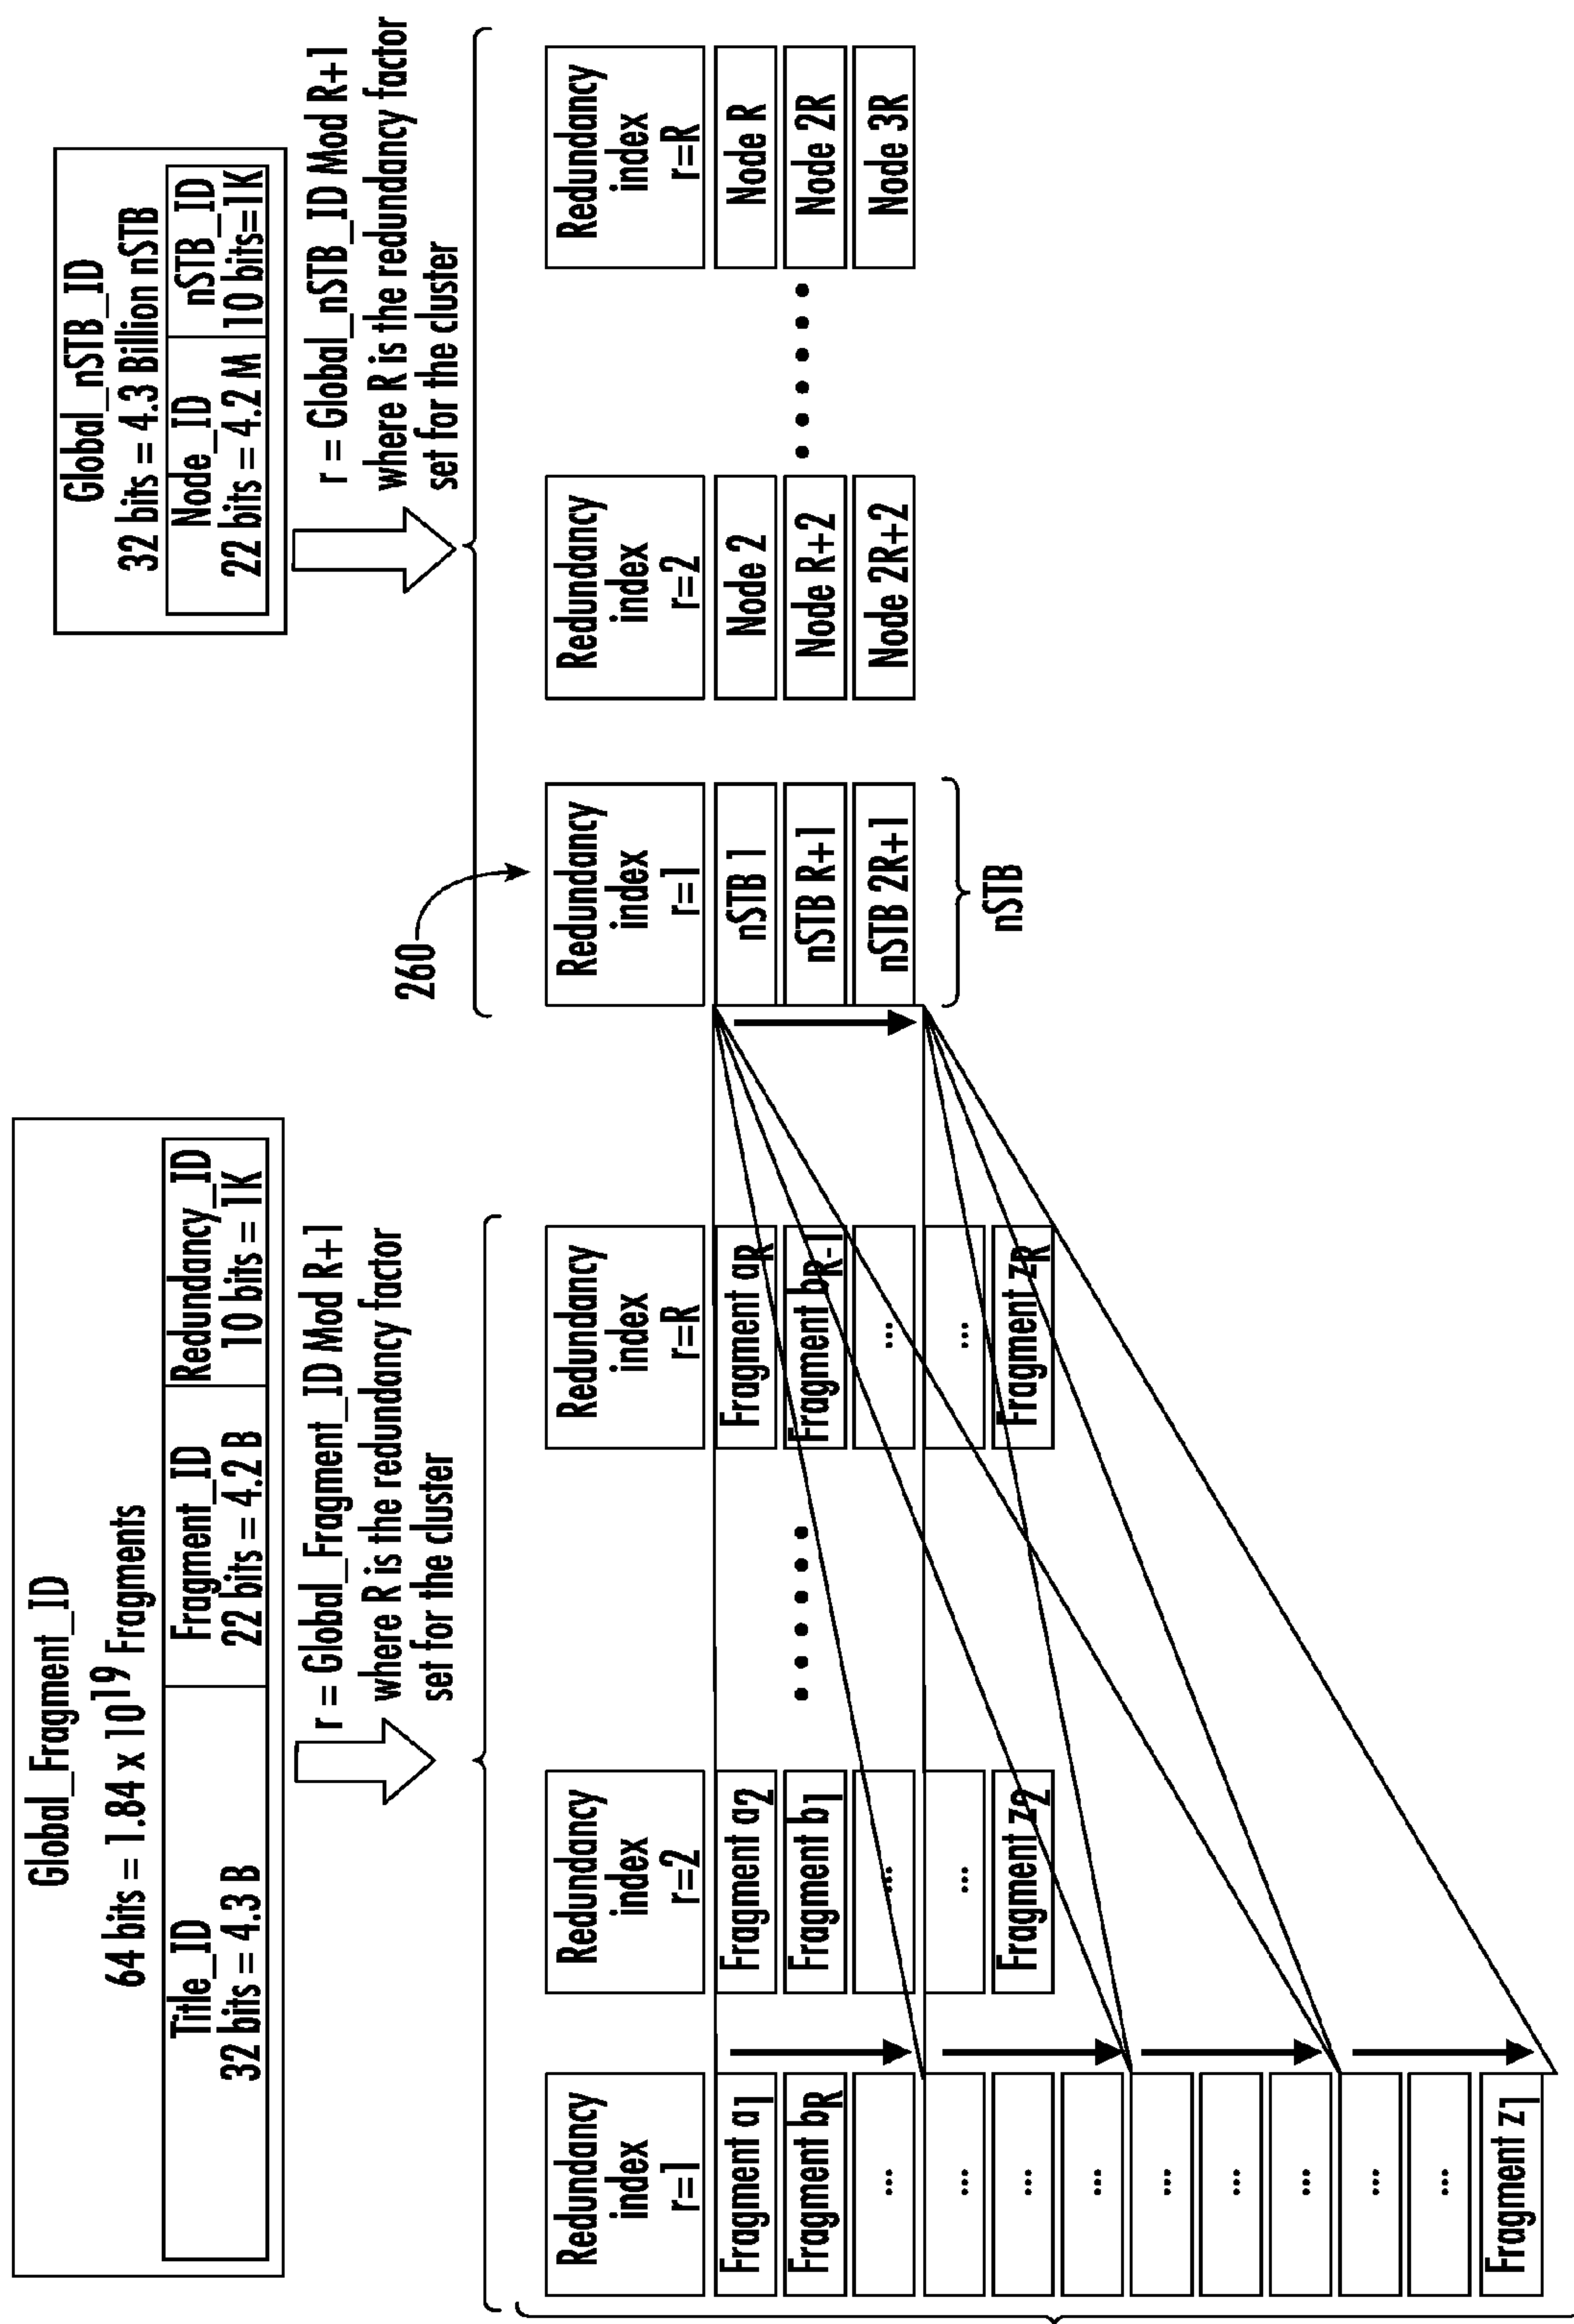 Global_Fragment_ID
64 bits = 1.84 x 10^19 Fragments
Title_ID
32 bits = 4.3 B
Fragment_ID
22 bits = 4.2 B
Redundancy_ID
10 bits = 1K
r = Global_Fragment_ID Mod R+1
where R is the redundancy factor
set for the cluster
Redundancy
index
r=1
Fragment a1
Fragment bR
...
...
...
...
...
...
...
...
...
Fragment z1
Redundancy
index
r=2
Fragment a2
Fragment b1
...
...
Fragment z2
Redundancy
index
r=R
Fragment aR
Fragment bR-1
...
...
Fragment zR
Global_nSTB_ID
32 bits = 4.3 Billion nSTB
Node_ID
22 bits = 4.2 M
nSTB_ID
10 bits=1K
r = Global_nSTB_ID Mod R+1
where R is the redundancy factor
set for the cluster
260
Redundancy
index
r=1
nSTB 1
nSTB R+1
nSTB 2R+1
nSTB
Redundancy
index
r=2
Node 2
Node R+2
Node 2R+2
Redundancy
index
r=R
Node R
Node 2R
Node 3R